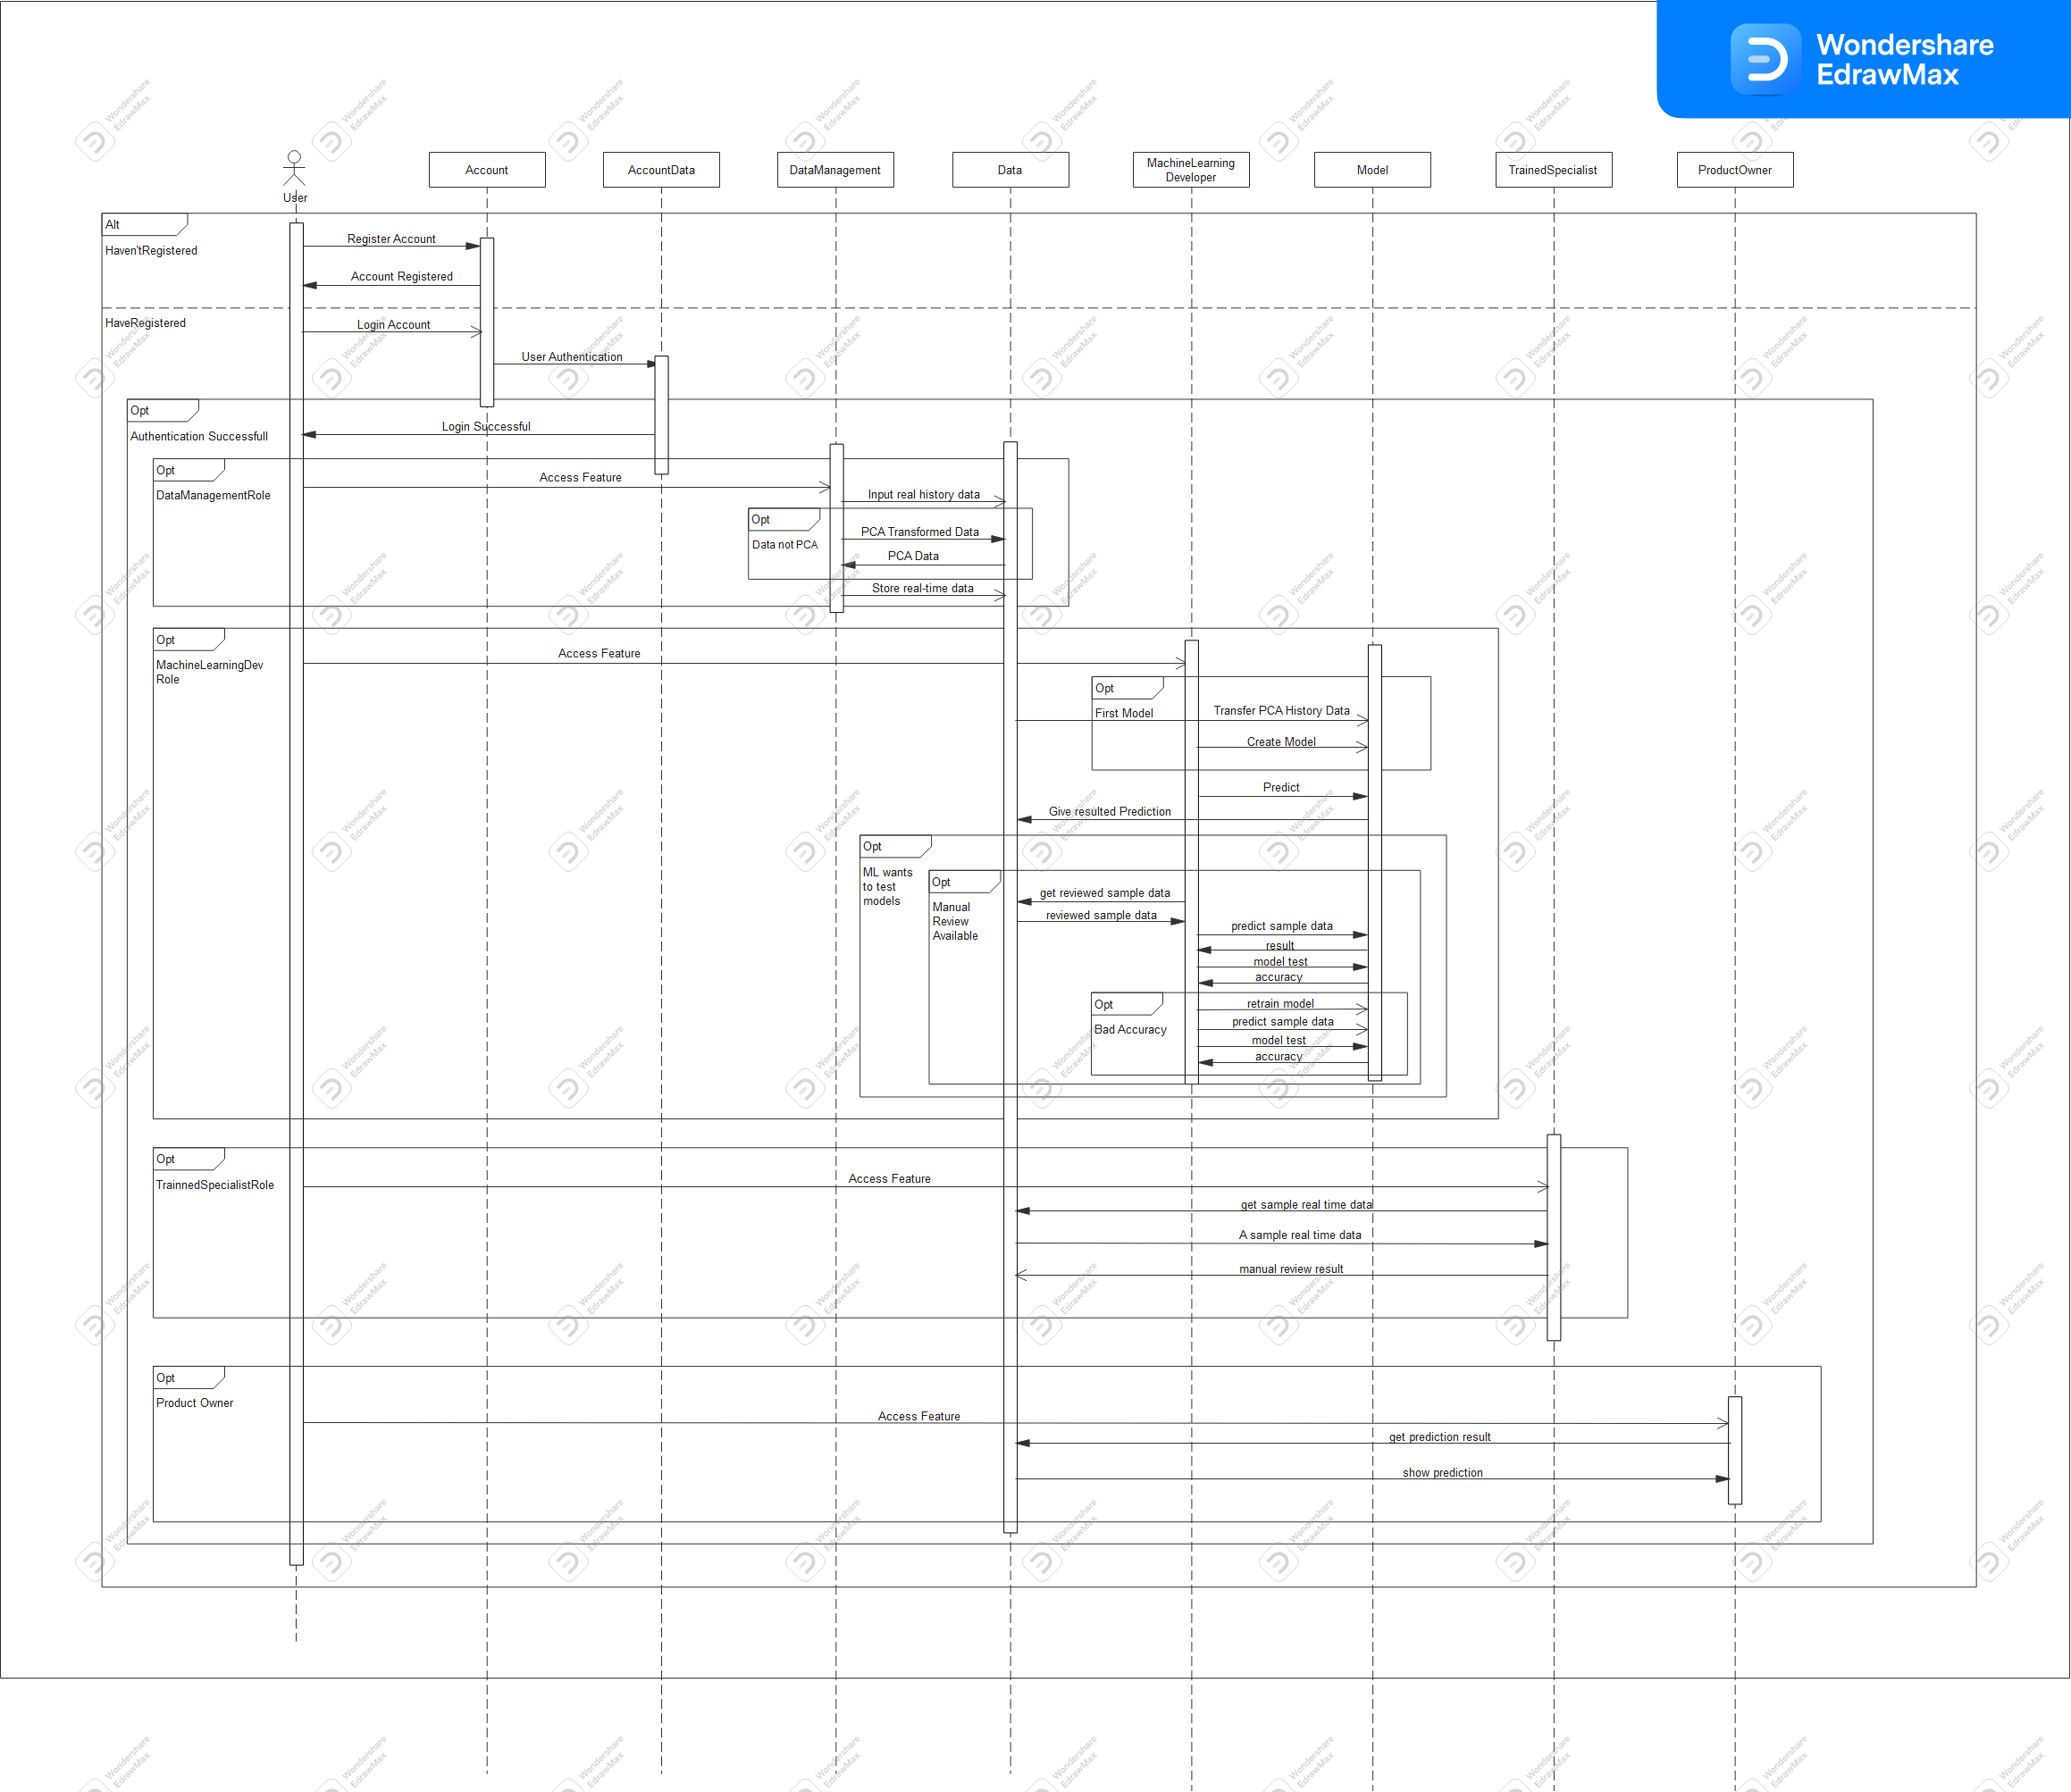 Wondershare
EdrawMax
User
Account
AccountData
DataManagement
Data
MachineLearning
Developer
Model
TrainedSpecialist
ProductOwner
Alt
Haven'tRegistered
Register Account
Account Registered
HaveRegistered
Login Account
User Authentication
Opt
Authentication Successfull
Login Successful
Opt
DataManagementRole
Access Feature
Input real history data
Opt
Data not PCA
PCA Transformed Data
PCA Data
Store real-time data
Opt
MachineLearningDev
Role
Access Feature
Opt
First Model
Transfer PCA History Data
Create Model
Predict
Give resulted Prediction
Opt
ML wants
to test
models
Opt
Manual
Review
Available
get reviewed sample data
reviewed sample data
predict sample data
result
model test
accuracy
Opt
Bad Accuracy
retrain model
predict sample data
model test
accuracy
Opt
TrainnedSpecialistRole
Access Feature
get sample real time data
A sample real time data
manual review result
Opt
Product Owner
Access Feature
get prediction result
show prediction